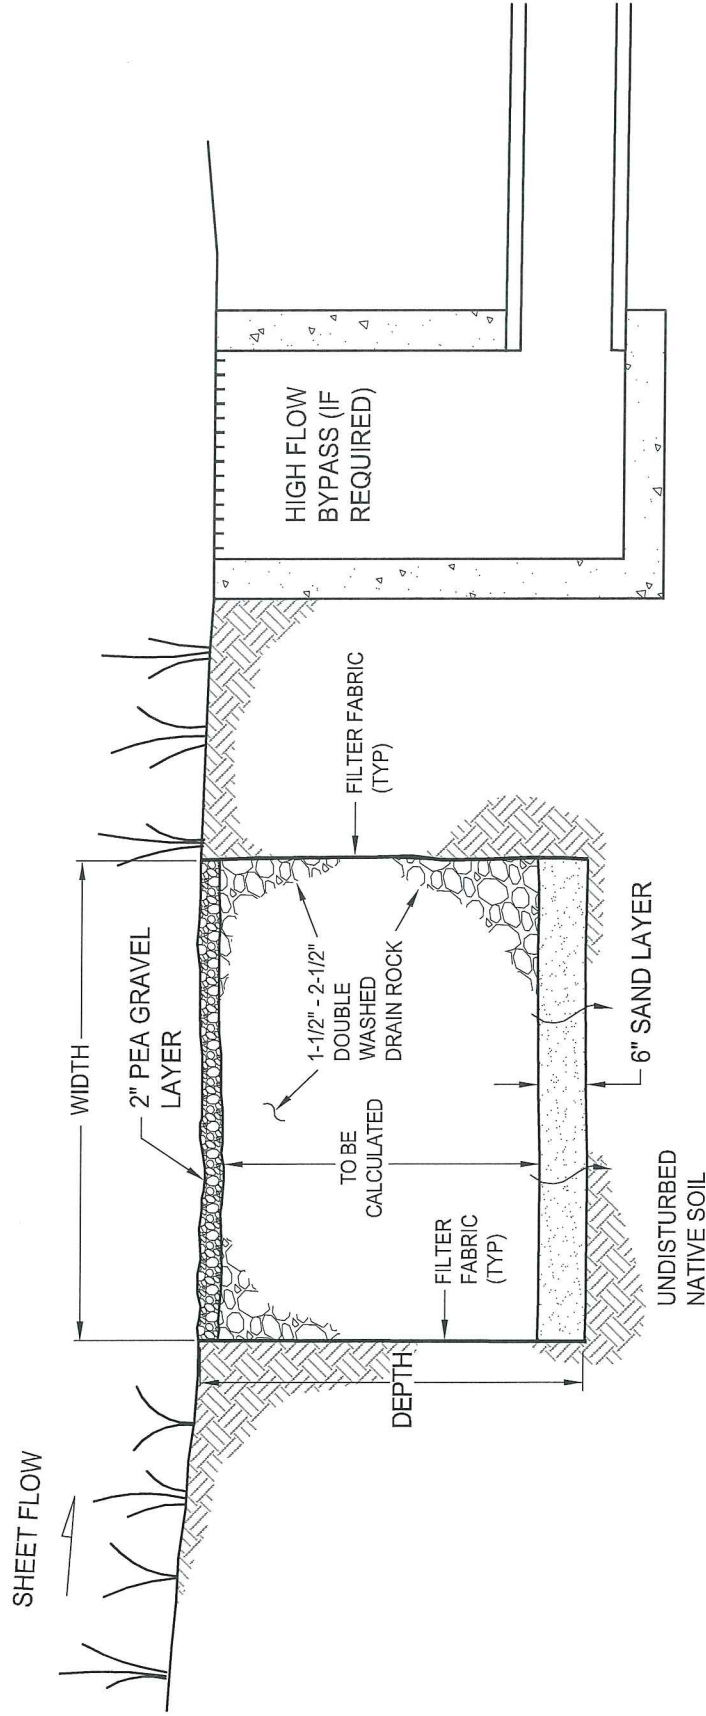 SHEET FLOW
WIDTH
2" PEA GRAVEL
LAYER
DEPTH
FILTER
FABRIC
(TYP)
TO BE
CALCULATED
1-1/2" - 2-1/2"
DOUBLE
WASHED
DRAIN ROCK
FILTER FABRIC
(TYP)
HIGH FLOW
BYPASS (IF
REQUIRED)
UNDISTURBED
NATIVE SOIL
6" SAND LAYER